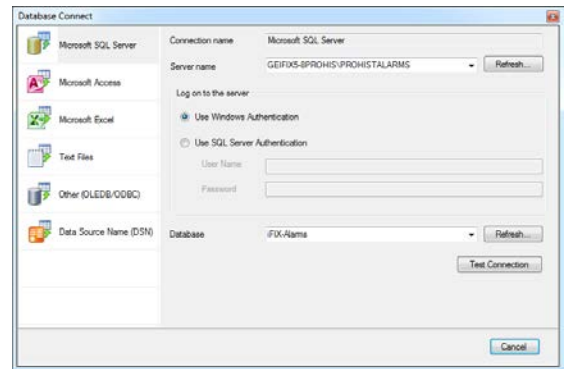 Database Connect
Microsoft SQL Server
Microsoft Access
Microsoft Excel
Text Files
Other (OLEDB/ODBC)
Data Source Name (DSN)
Connection name Microsoft SQL Server
Server name GEIFIX5-8PROHIS\PROHISTALARMS Refresh...
Log on to the server
Use Windows Authentication
Use SQL Server Authentication
User Name
Password
Database iFIX-Alarms Refresh...
Test Connection
Cancel